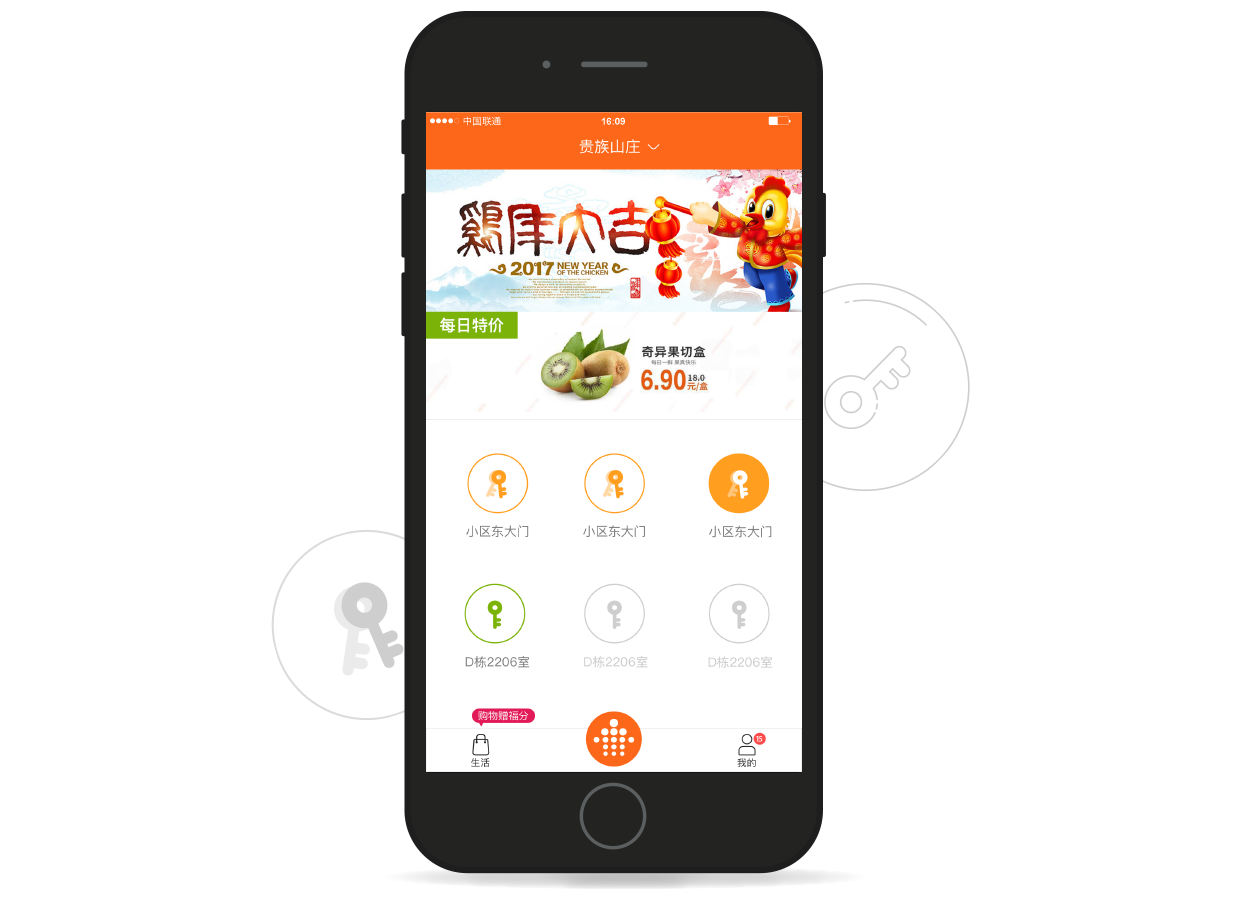 中国联通
16:09
贵族山庄
鷄年大吉
2017 NEW YEAR
OF THE CHICKEN
每日特价
奇异果切盒
每日一鲜 果真快乐
6.90 18.0
元/盒
小区东大门
小区东大门
小区东大门
D栋2206室
D栋2206室
D栋2206室
购物赠福分
15
生活
我的